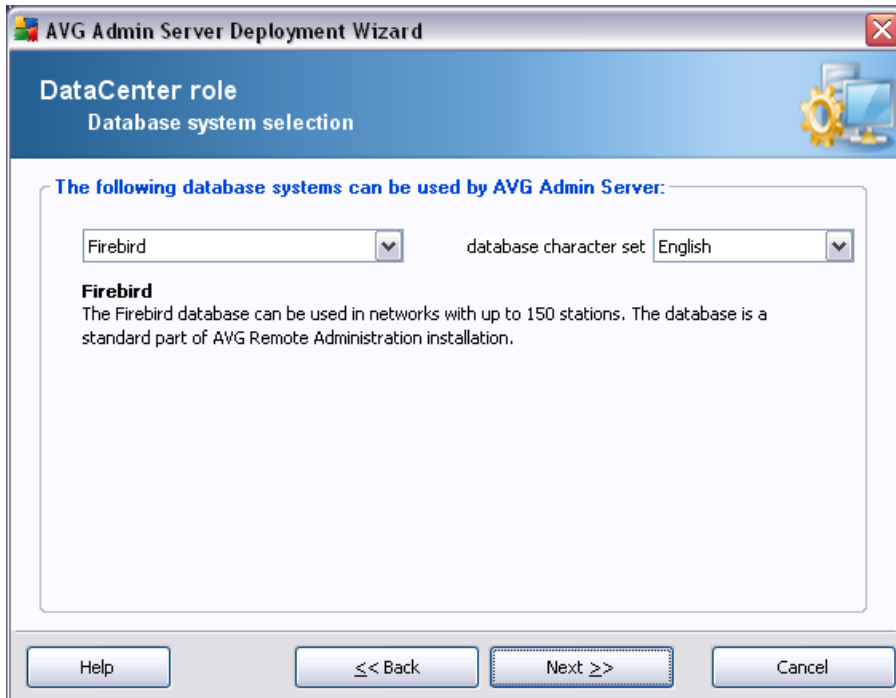 AVG Admin Server Deployment Wizard
DataCenter role
Database system selection
The following database systems can be used by AVG Admin Server:
Firebird
database character set English
Firebird
The Firebird database can be used in networks with up to 150 stations. The database is a
standard part of AVG Remote Administration installation.
Help
<< Back
Next >>
Cancel